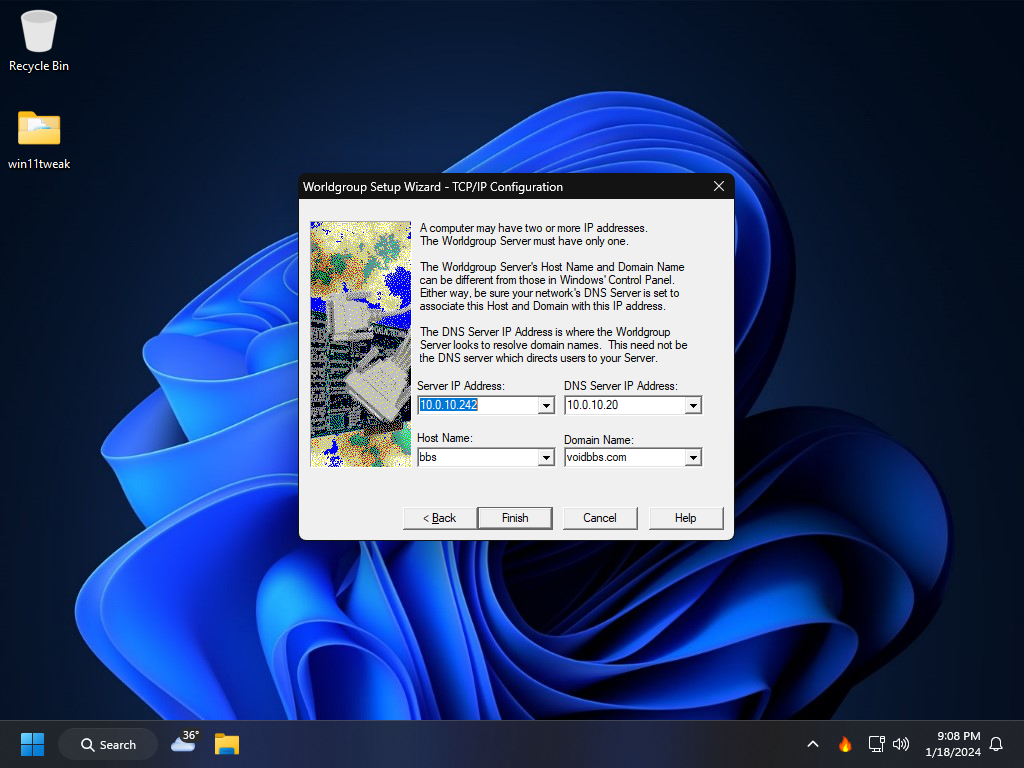 Recycle Bin
win11tweak
Worldgroup Setup Wizard - TCP/IP Configuration
A computer may have two or more IP addresses.
The Worldgroup Server must have only one.
The Worldgroup Server's Host Name and Domain Name
can be different from those in Windows' Control Panel.
Either way, be sure your network's DNS Server is set to
associate this Host and Domain with this IP address.
The DNS Server IP Address is where the Worldgroup
Server looks to resolve domain names. This need not be
the DNS server which directs users to your Server.
Server IP Address: DNS Server IP Address:
10.0.10.242 10.0.10.20
Host Name: Domain Name:
bbs voidbbs.com
< Back Finish Cancel Help
Search 36° 9:08 PM
1/18/2024